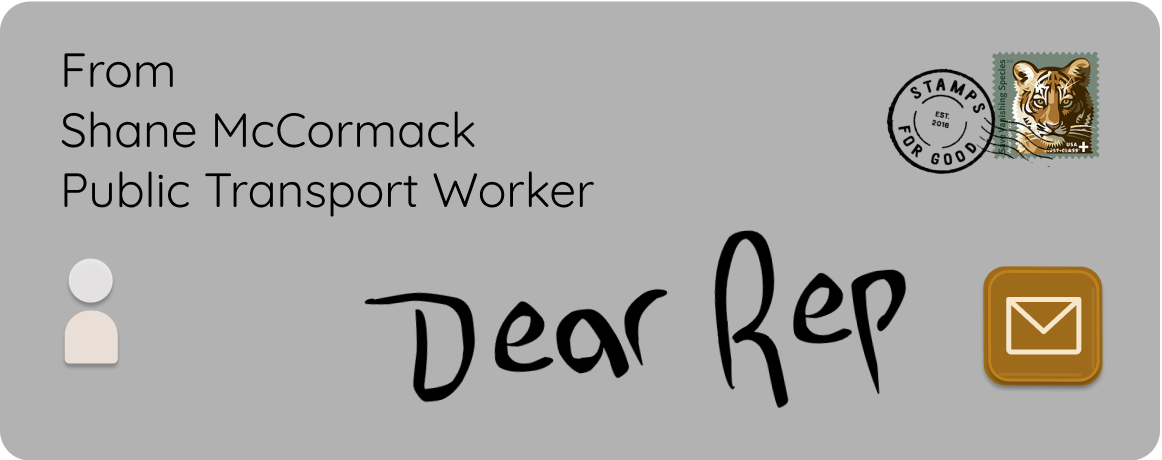 From
Shane McCormack
Public Transport Worker
STAMPS
EST.
2016
FOR GOOD
Save Vanishing Species
USA
FIRST-CLASS+
Dear Rep